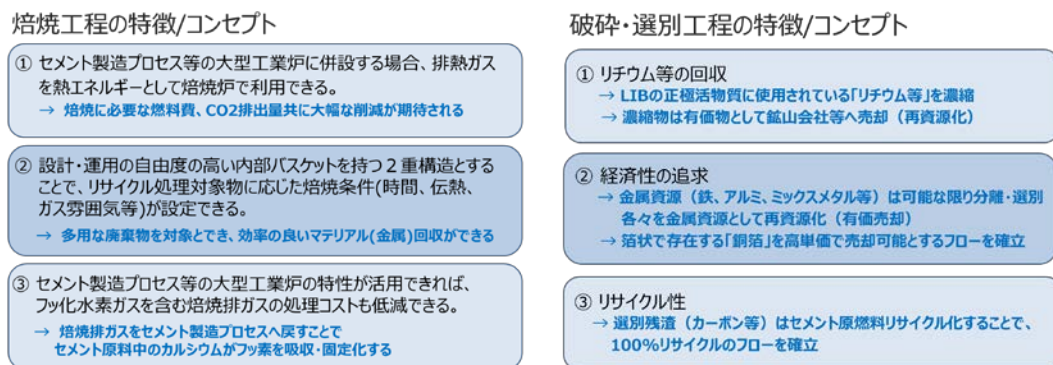 焙焼工程の特徴/コンセプト
① セメント製造プロセス等の大型工業炉に併設する場合、排熱ガス
を熱エネルギーとして焙焼炉で利用できる。
→ 焙焼に必要な燃料費、CO2排出量共に大幅な削減が期待される
② 設計・運用の自由度の高い内部バスケットを持つ2重構造とする
ことで、リサイクル処理対象物に応じた焙焼条件(時間、伝熱、
ガス雰囲気等)が設定できる。
→ 多用な廃棄物を対象とでき、効率の良いマテリアル(金属)回収ができる
③ セメント製造プロセス等の大型工業炉の特性が活用できれば、
フッ化水素ガスを含む焙焼排ガスの処理コストも低減できる。
→ 焙焼排ガスをセメント製造プロセスへ戻すことで
セメント原料中のカルシウムがフッ素を吸収・固定化する
破砕・選別工程の特徴/コンセプト
① リチウム等の回収
→ LIBの正極活物質に使用されている「リチウム等」を濃縮
→ 濃縮物は有価物として鉱山会社等へ売却（再資源化）
② 経済性の追求
→ 金属資源（鉄、アルミ、ミックスメタル等）は可能な限り分離・選別
各々を金属資源として再資源化（有価売却）
→ 箔状で存在する「銅箔」を高単価で売却可能とするフローを確立
③ リサイクル性
→ 選別残渣（カーボン等）はセメント原燃料リサイクル化することで、
100%リサイクルのフローを確立